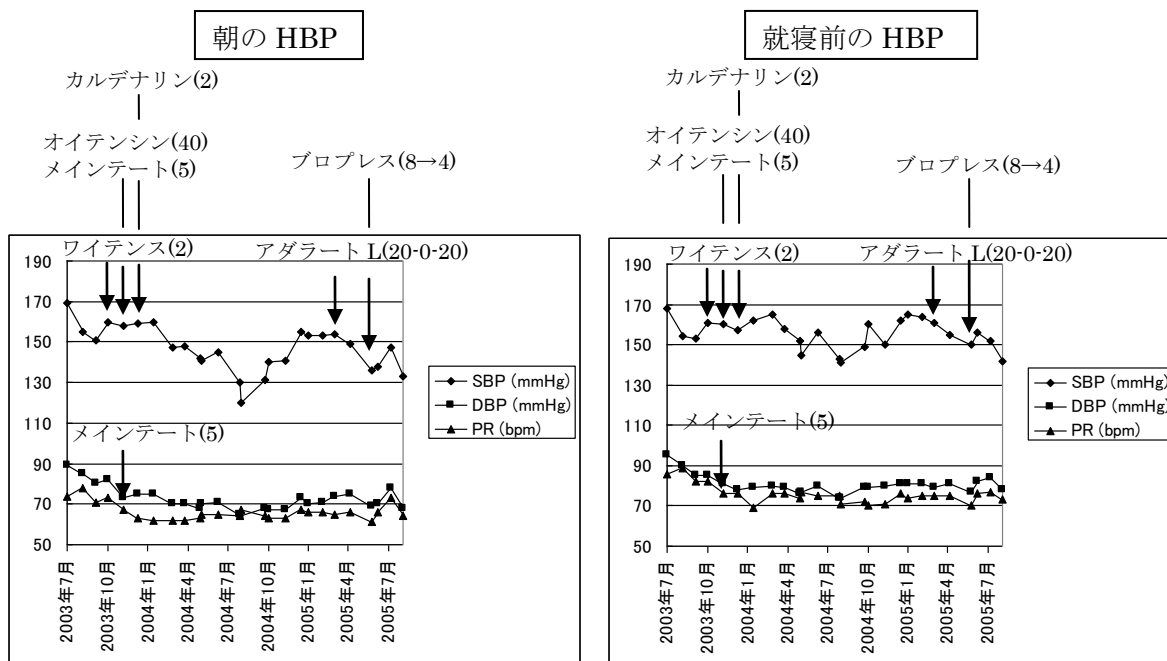 朝の HBP
カルデナリン(2)
オイテンシン(40)
メインテート(5)
ブロプレス(8→4)
ワイテンス(2)
アダラート L(20-0-20)
190
170
150
130
110
90
70
50
メインテート(5)
SBP (mmHg)
DBP (mmHg)
PR (bpm)
2003年7月
2003年10月
2004年1月
2004年4月
2004年7月
2004年10月
2005年1月
2005年4月
2005年7月
就寝前の HBP
カルデナリン(2)
オイテンシン(40)
メインテート(5)
ブロプレス(8→4)
ワイテンス(2)
アダラート L(20-0-20)
190
170
150
130
110
90
70
50
メインテート(5)
SBP (mmHg)
DBP (mmHg)
PR (bpm)
2003年7月
2003年10月
2004年1月
2004年4月
2004年7月
2004年10月
2005年1月
2005年4月
2005年7月